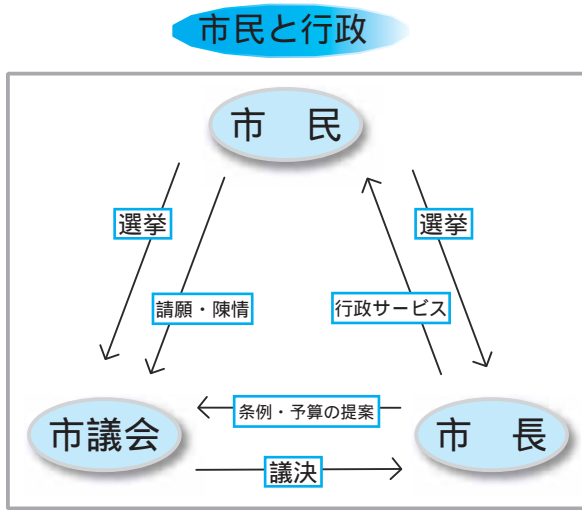 市民と行政
市　民
選挙
選挙
請願・陳情
行政サービス
条例・予算の提案
市議会
市　長
議決